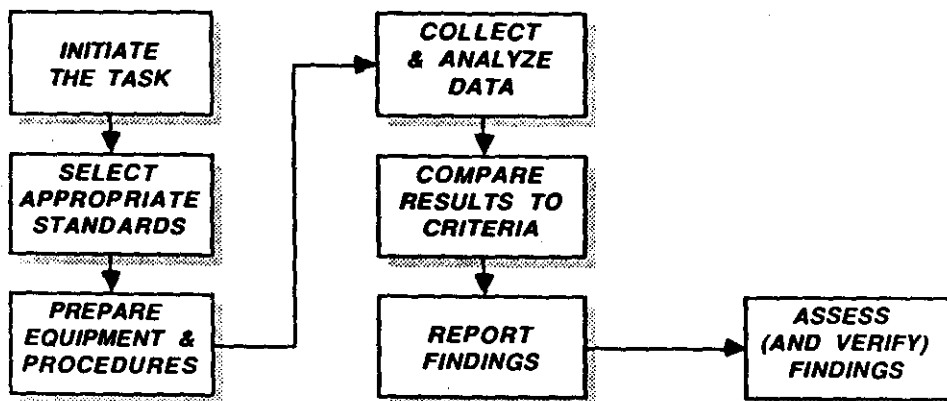 INITIATE
THE TASK
SELECT
APPROPRIATE
STANDARDS
PREPARE
EQUIPMENT &
PROCEDURES
COLLECT
& ANALYZE
DATA
COMPARE
RESULTS TO
CRITERIA
REPORT
FINDINGS
ASSESS
(AND VERIFY)
FINDINGS